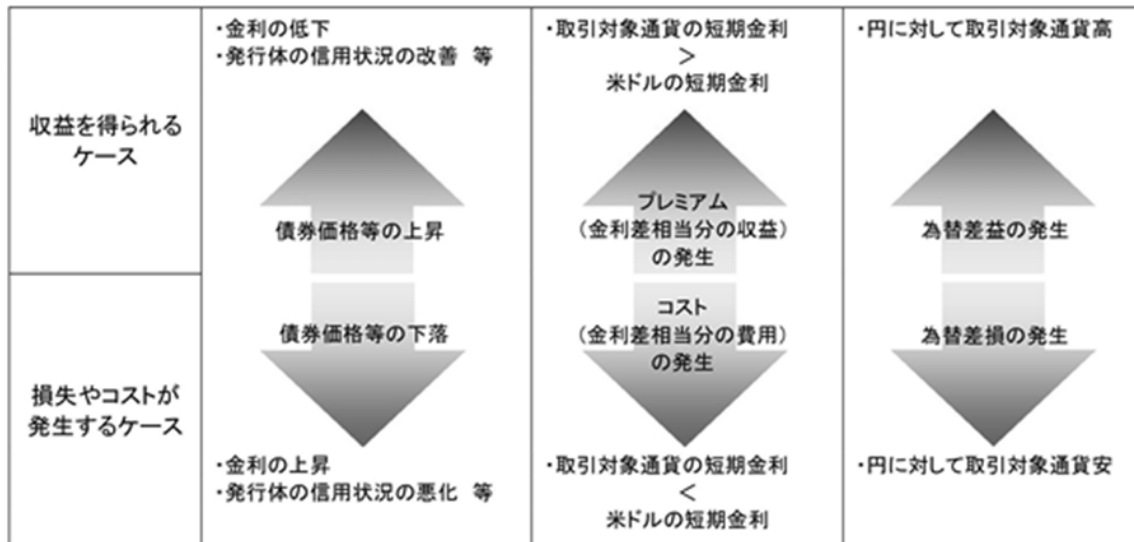 収益を得られる
ケース
・金利の低下
・発行体の信用状況の改善 等
債券価格等の上昇
・取引対象通貨の短期金利
>
米ドルの短期金利
プレミアム
(金利差相当分の収益)
の発生
・円に対して取引対象通貨高
為替差益の発生
損失やコストが
発生するケース
債券価格等の下落
・金利の上昇
・発行体の信用状況の悪化 等
コスト
(金利差相当分の費用)
の発生
・取引対象通貨の短期金利
<
米ドルの短期金利
為替差損の発生
・円に対して取引対象通貨安